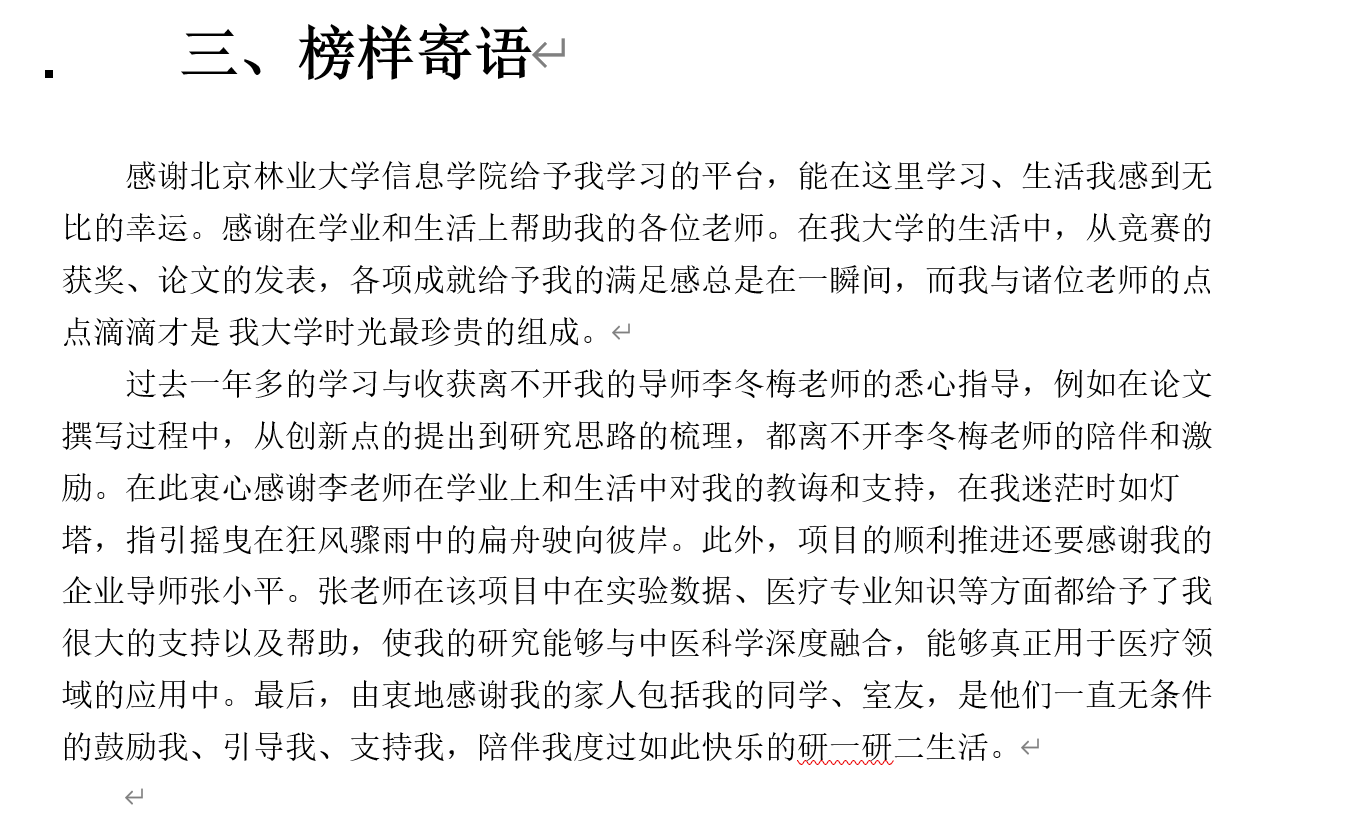 三、榜样寄语
感谢北京林业大学信息学院给予我学习的平台，能在这里学习、生活我感到无
比的幸运。感谢在学业和生活上帮助我的各位老师。在我大学的生活中，从竞赛的
获奖、论文的发表，各项成就给予我的满足感总是在一瞬间，而我与诸位老师的点
点滴滴才是 我大学时光最珍贵的组成。
过去一年多的学习与收获离不开我的导师李冬梅老师的悉心指导，例如在论文
撰写过程中，从创新点的提出到研究思路的梳理，都离不开李冬梅老师的陪伴和激
励。在此衷心感谢李老师在学业上和生活中对我的教诲和支持，在我迷茫时如灯
塔，指引摇曳在狂风骤雨中的扁舟驶向彼岸。此外，项目的顺利推进还要感谢我的
企业导师张小平。张老师在该项目中在实验数据、医疗专业知识等方面都给予了我
很大的支持以及帮助，使我的研究能够与中医科学深度融合，能够真正用于医疗领
域的应用中。最后，由衷地感谢我的家人包括我的同学、室友，是他们一直无条件
的鼓励我、引导我、支持我，陪伴我度过如此快乐的研一研二生活。